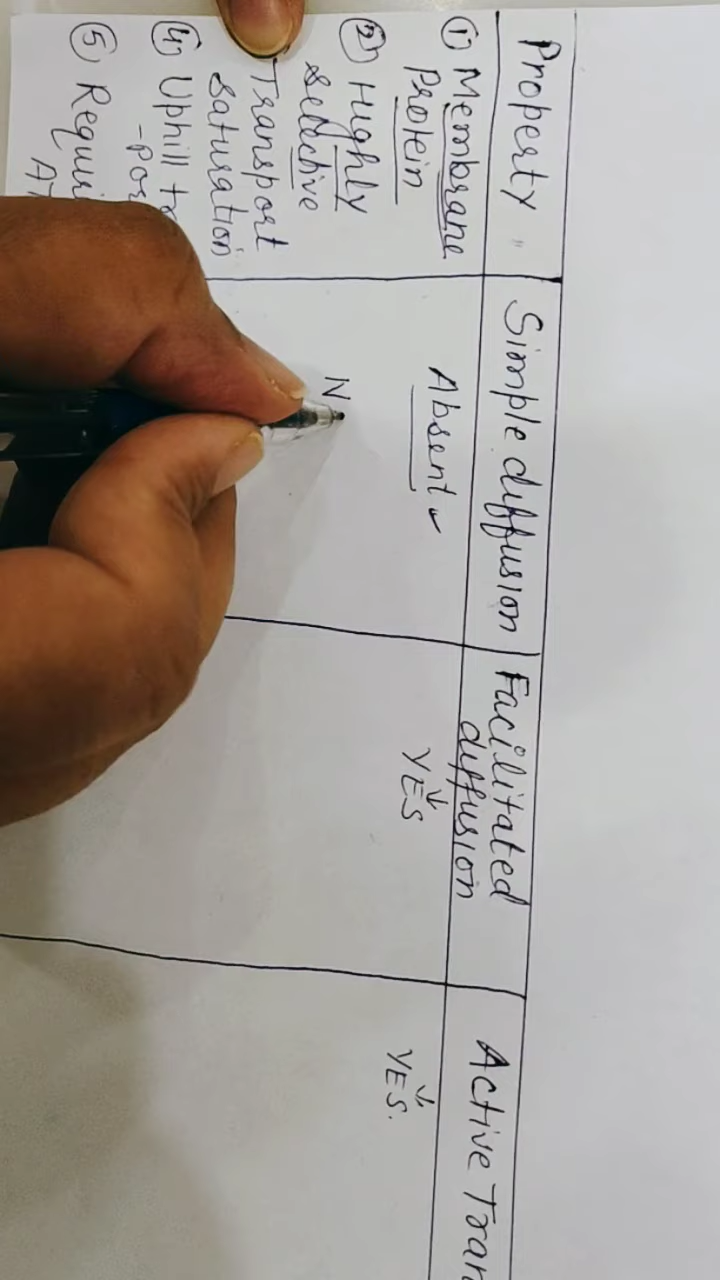 Property
Simple diffusion
Facilitated
diffusion
Active
① Membrane
Protein
Absent
YES
YES.
② Highly
selective
N
Transport
saturation
④ Uphill
⑤